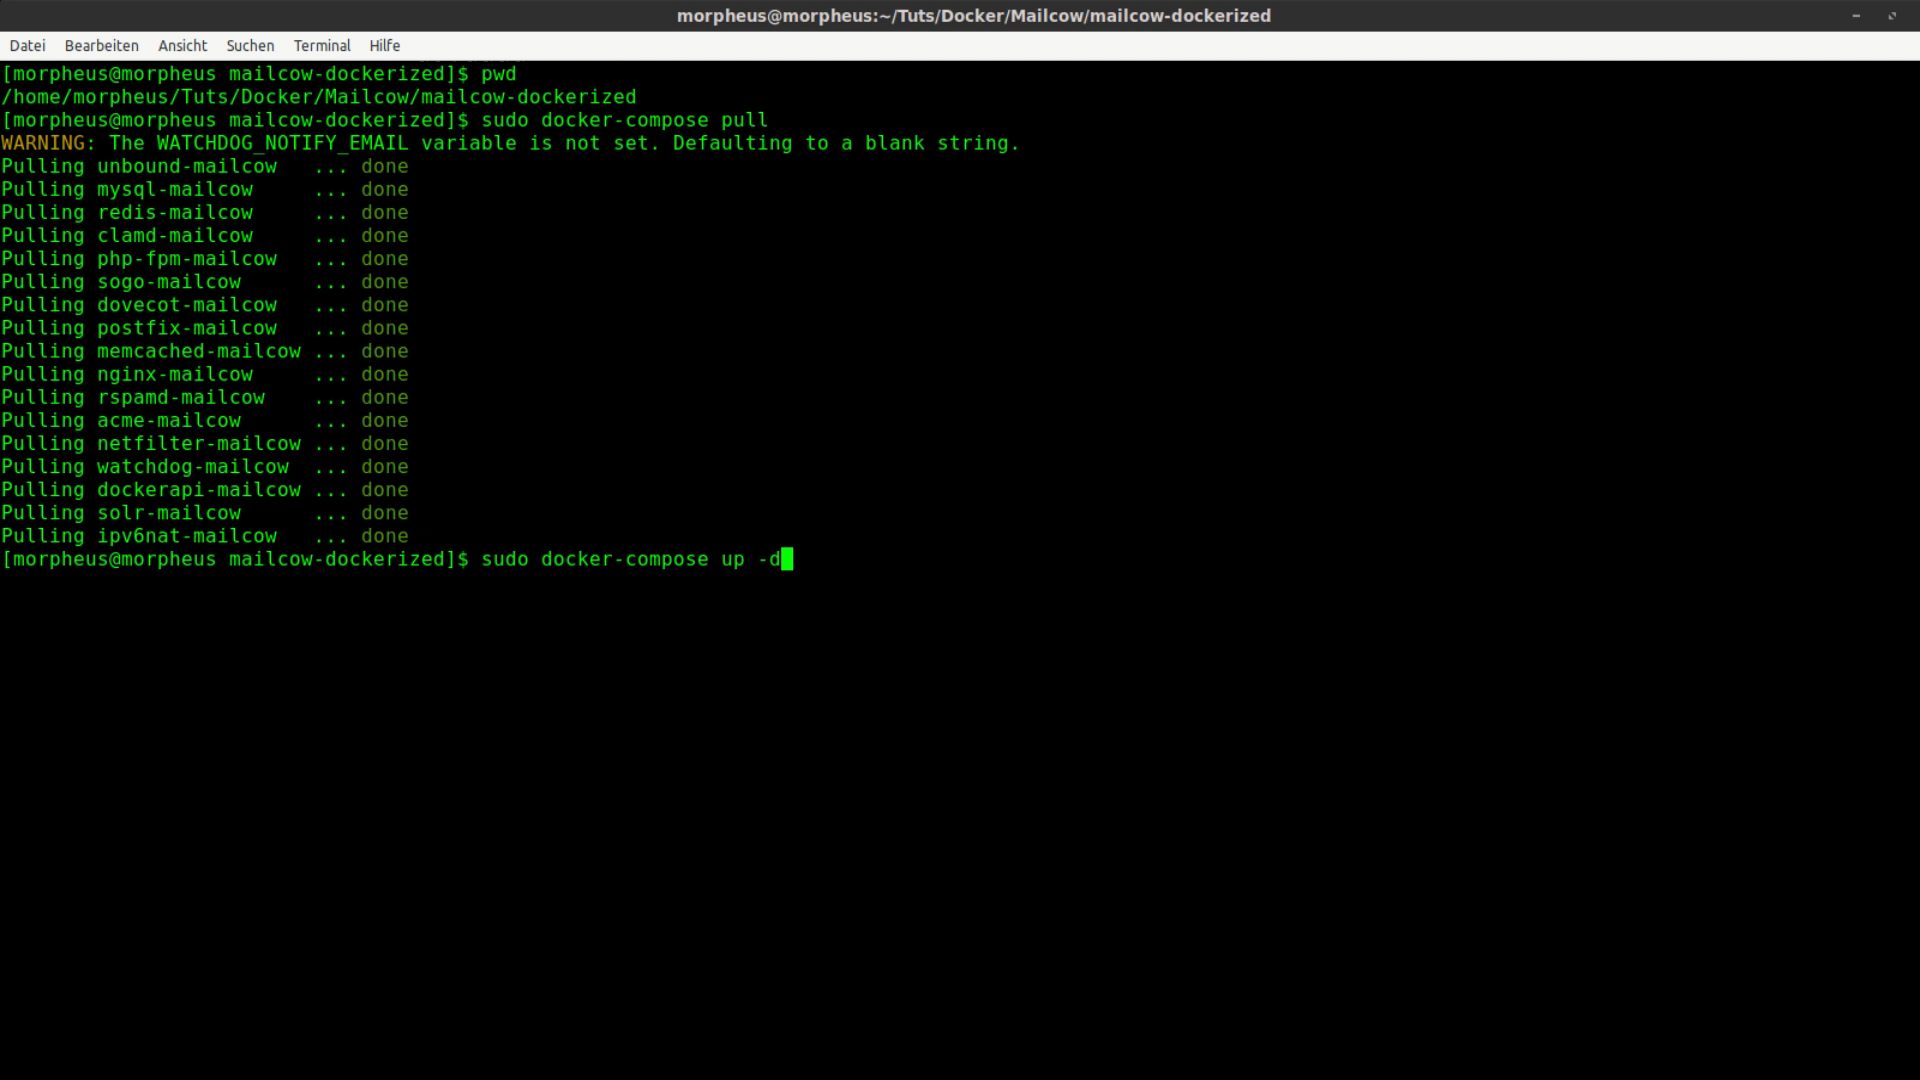 morpheus@morpheus:~/Tuts/Docker/Mailcow/mailcow-dockerized
Datei Bearbeiten Ansicht Suchen Terminal Hilfe
[morpheus@morpheus mailcow-dockerized]$ pwd
/home/morpheus/Tuts/Docker/Mailcow/mailcow-dockerized
[morpheus@morpheus mailcow-dockerized]$ sudo docker-compose pull
WARNING: The WATCHDOG_NOTIFY_EMAIL variable is not set. Defaulting to a blank string.
Pulling unbound-mailcow   ... done
Pulling mysql-mailcow     ... done
Pulling redis-mailcow     ... done
Pulling clamd-mailcow     ... done
Pulling php-fpm-mailcow   ... done
Pulling sogo-mailcow      ... done
Pulling dovecot-mailcow   ... done
Pulling postfix-mailcow   ... done
Pulling memcached-mailcow ... done
Pulling nginx-mailcow     ... done
Pulling rspamd-mailcow    ... done
Pulling acme-mailcow      ... done
Pulling netfilter-mailcow ... done
Pulling watchdog-mailcow  ... done
Pulling dockerapi-mailcow ... done
Pulling solr-mailcow      ... done
Pulling ipv6nat-mailcow   ... done
[morpheus@morpheus mailcow-dockerized]$ sudo docker-compose up -d